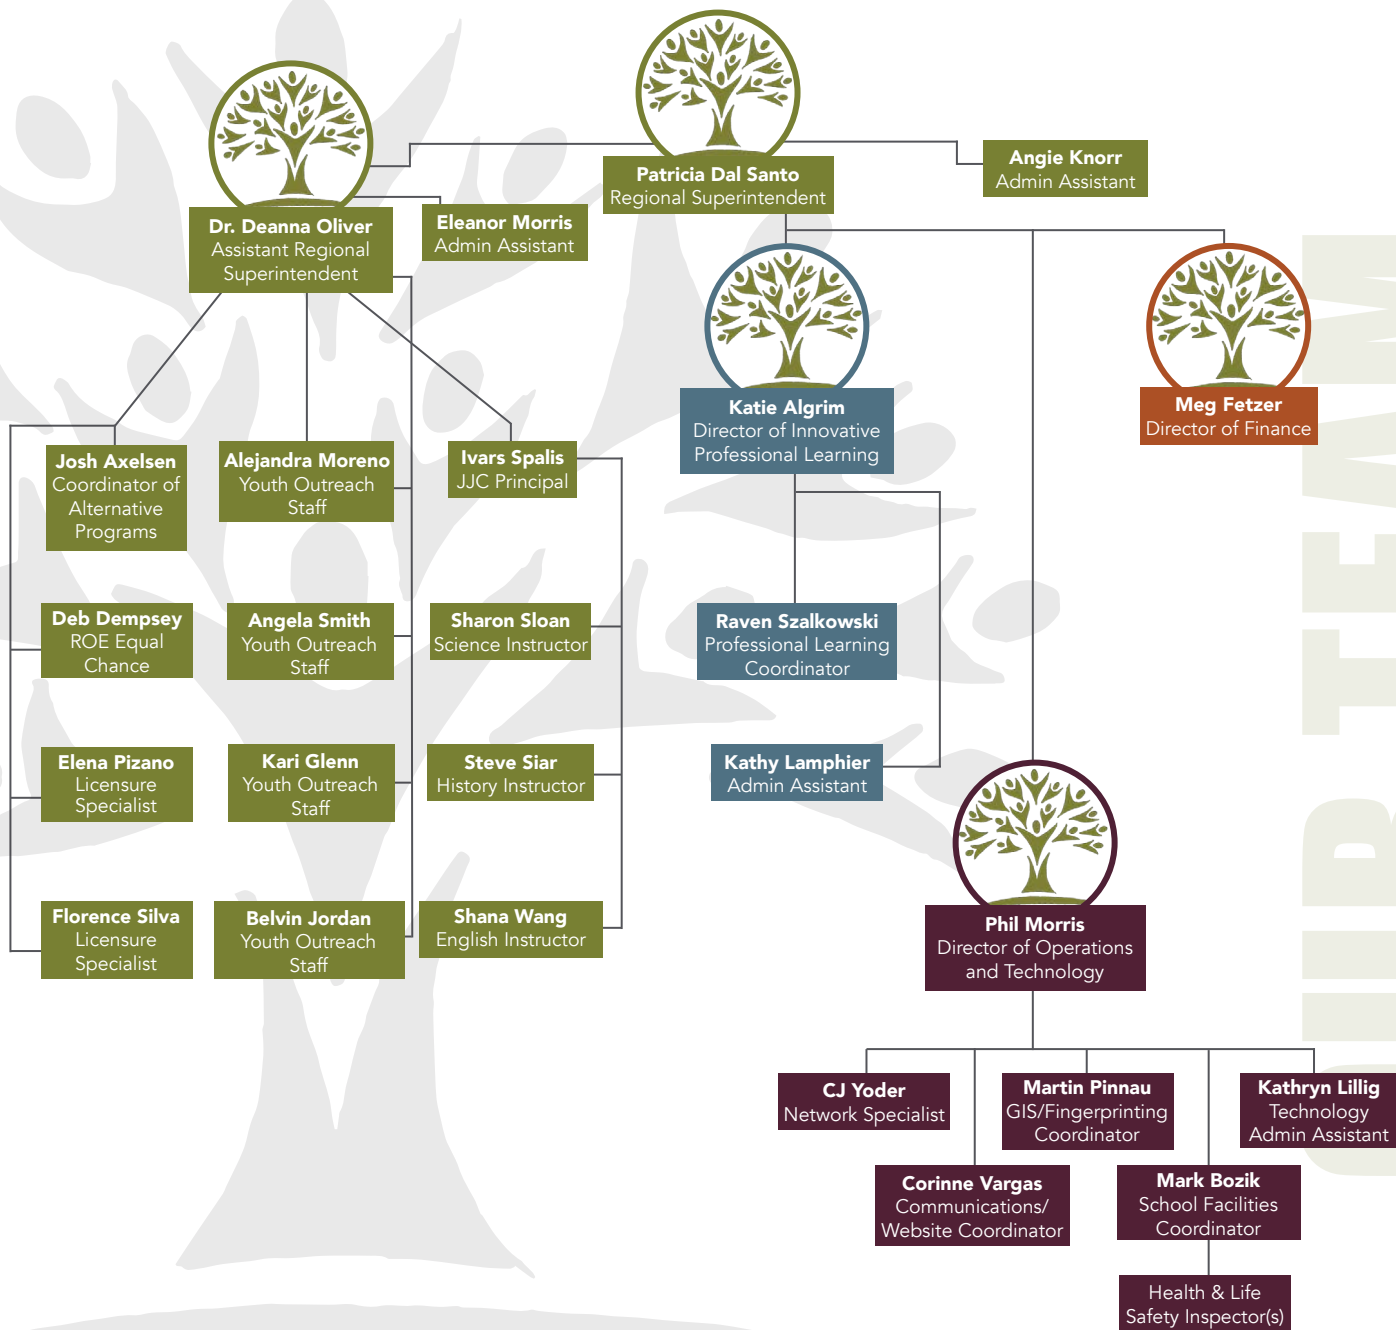 Patricia Dal Santo
Regional Superintendent
Angie Knorr
Admin Assistant
Dr. Deanna Oliver
Assistant Regional
Superintendent
Eleanor Morris
Admin Assistant
Katie Algrim
Director of Innovative
Professional Learning
Meg Fetzer
Director of Finance
Josh Axelsen
Coordinator of
Alternative
Programs
Alejandra Moreno
Youth Outreach
Staff
Ivars Spalis
JJC Principal
Deb Dempsey
ROE Equal
Chance
Angela Smith
Youth Outreach
Staff
Sharon Sloan
Science Instructor
Raven Szalkowski
Professional Learning
Coordinator
Elena Pizano
Licensure
Specialist
Kari Glenn
Youth Outreach
Staff
Steve Siar
History Instructor
Kathy Lamphier
Admin Assistant
Florence Silva
Licensure
Specialist
Belvin Jordan
Youth Outreach
Staff
Shana Wang
English Instructor
Phil Morris
Director of Operations
and Technology
CJ Yoder
Network Specialist
Martin Pinnau
GIS/Fingerprinting
Coordinator
Kathryn Lillig
Technology
Admin Assistant
Corinne Vargas
Communications/
Website Coordinator
Mark Bozik
School Facilities
Coordinator
Health & Life
Safety Inspector(s)
OUR TEAM